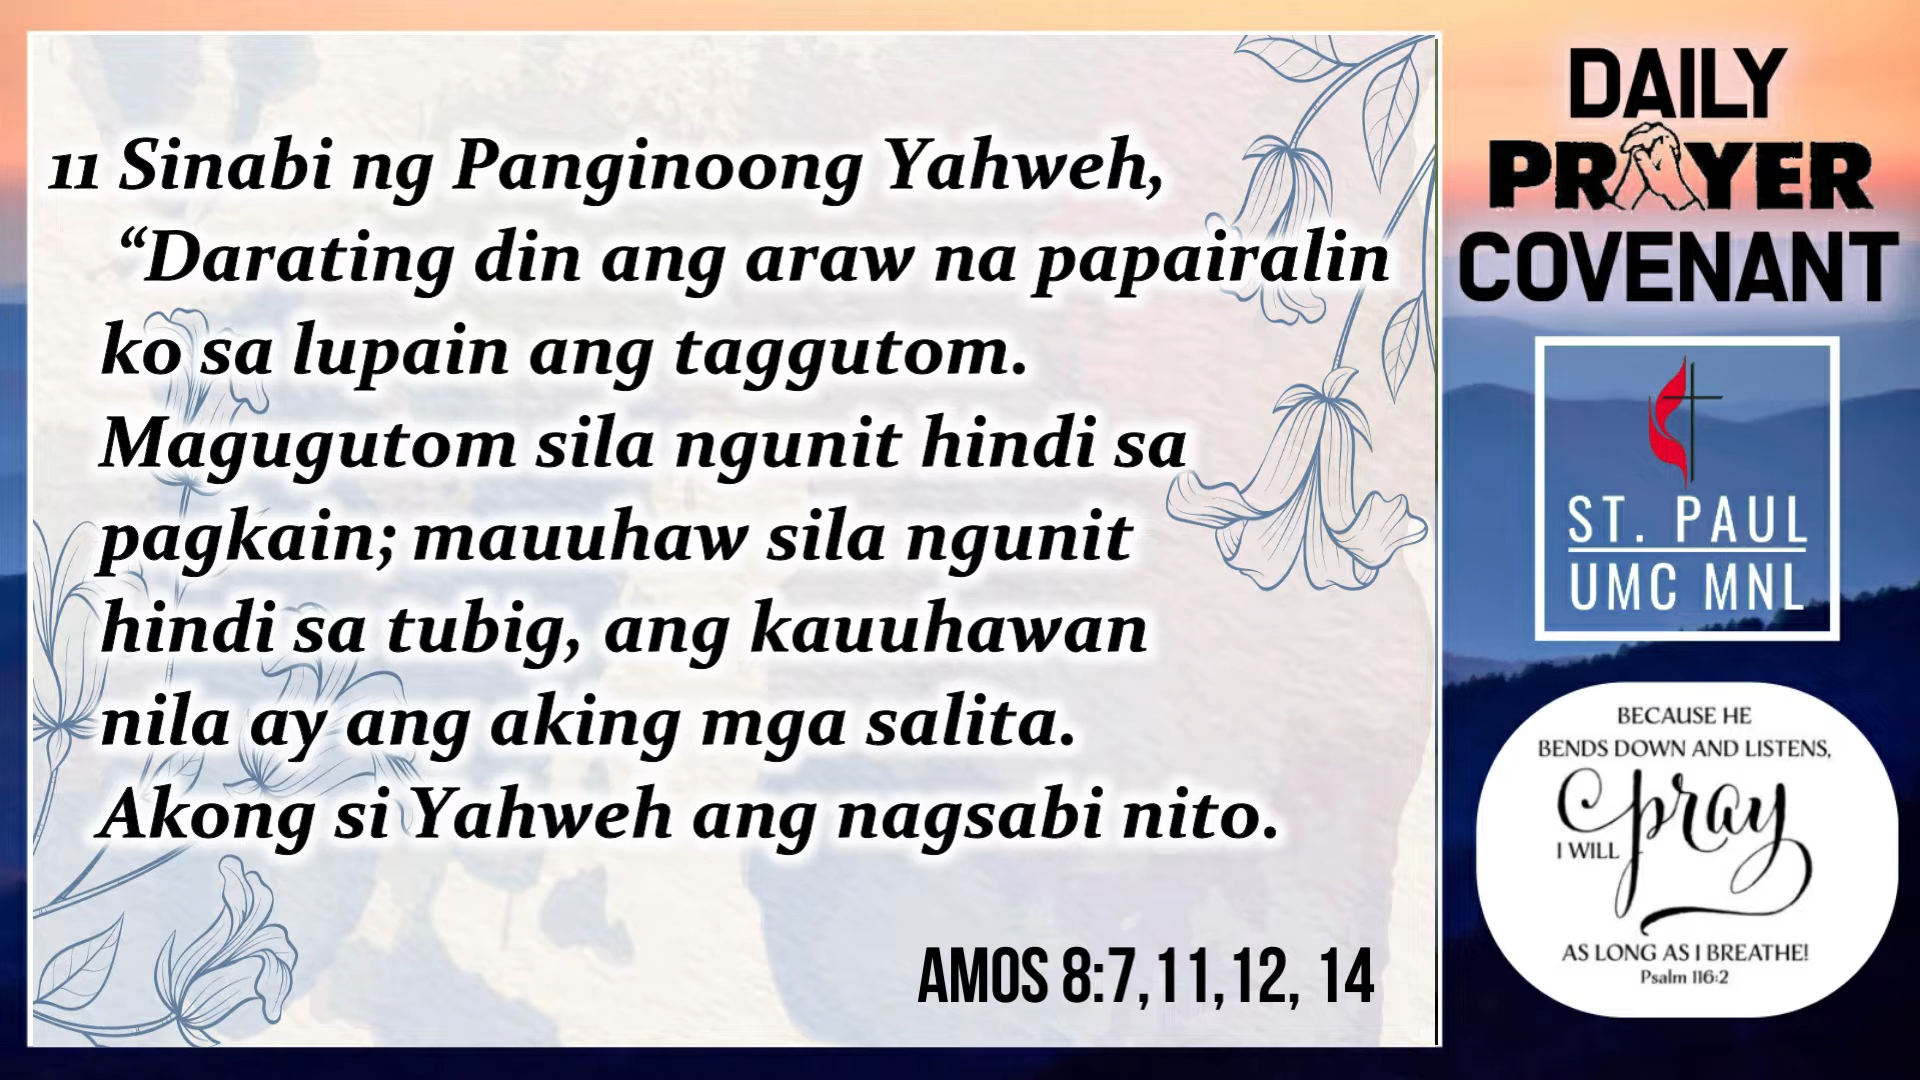 11 Sinabi ng Panginoong Yahweh,
“Darating din ang araw na papairalin
ko sa lupain ang taggutom.
Magugutom sila ngunit hindi sa
pagkain; mauuhaw sila ngunit
hindi sa tubig, ang kauuhawan
nila ay ang aking mga salita.
Akong si Yahweh ang nagsabi nito.
AMOS 8:7,11,12, 14
DAILY
PRAYER
COVENANT
ST. PAUL
UMC MNL
BECAUSE HE
BENDS DOWN AND LISTENS,
I WILL pray
AS LONG AS I BREATHE!
Psalm 116:2